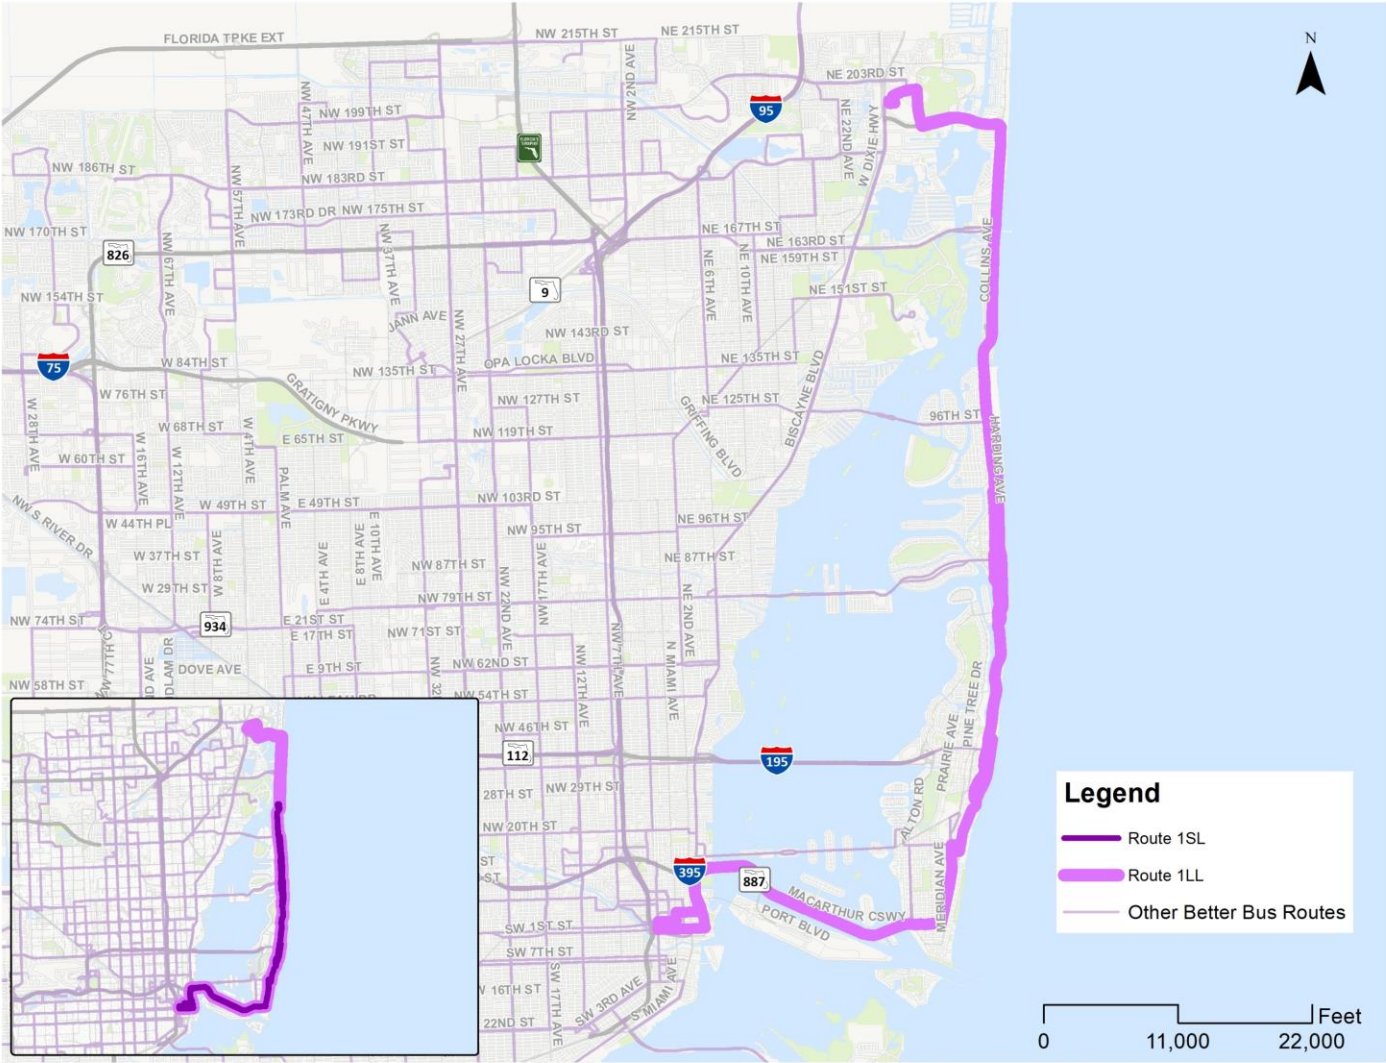 FLORIDA TPKE EXT
NW 215TH ST
NE 215TH ST
N
NW 2ND AVE
NE 203RD ST
NW 47TH AVE
NW 199TH ST
95
NE 22ND AVE
W DIXIE HWY
NW 191ST ST
NW 186TH ST
NW 183RD ST
NW 57TH AVE
NW 173RD DR
NW 175TH ST
NW 170TH ST
NW 67TH AVE
NW 37TH AVE
NE 167TH ST
NE 163RD ST
NE 159TH ST
COLLINS AVE
826
NE 6TH AVE
NE 10TH AVE
9
NW 154TH ST
NE 151ST ST
JANN AVE
NW 27TH AVE
NW 143RD ST
75
W 84TH ST
NW 135TH ST
OPA LOCKA BLVD
NE 135TH ST
BISCAYNE BLVD
GRATIGNY PKWY
W 76TH ST
NW 127TH ST
NE 125TH ST
GRIFFING BLVD
96TH ST
HARDING AVE
W 28TH AVE
W 68TH ST
W 4TH AVE
E 65TH ST
NW 119TH ST
W 60TH ST
W 16TH AVE
W 12TH AVE
PALM AVE
W 49TH ST
E 49TH ST
NW 103RD ST
NW S RIVER DR
W 44TH PL
E 10TH AVE
E 8TH AVE
E 4TH AVE
NW 95TH ST
NE 96TH ST
W 37TH ST
W 8TH AVE
NW 17TH AVE
NE 87TH ST
NW 87TH ST
NW 22ND AVE
W 29TH ST
NW 79TH ST
NE 2ND AVE
NW 74TH ST
934
E 21ST ST
E 17TH ST
NW 71ST ST
NW 77TH CT
NW 7TH AVE
NW 12TH AVE
N MIAMI AVE
DOVE AVE
E 9TH ST
NW 62ND ST
NW 58TH ST
ND AVE
DLAM DR
NW 32
NW 54TH ST
PINE TREE DR
PRAIRIE AVE
NW 46TH ST
112
195
28TH ST
NW 29TH ST
ALTON RD
NW 20TH ST
MERIDIAN AVE
ST
ST
395
887
MACARTHUR CSWY
PORT BLVD
SW 1ST ST
SW 7TH ST
SW 17TH AVE
W 16TH ST
SW 3RD AVE
S MIAMI AVE
22ND ST
Legend
Route 1SL
Route 1LL
Other Better Bus Routes
Feet
0
11,000
22,000